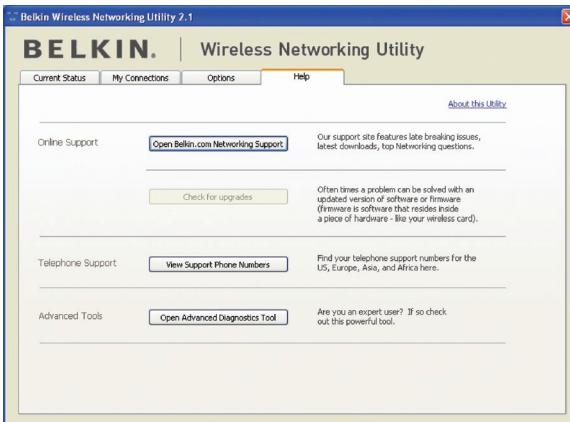 Belkin Wireless Networking Utility 2.1
BELKIN. | Wireless Networking Utility
Current Status My Connections Options Help
About this Utility
Online Support
Open Belkin.com Networking Support
Our support site features late breaking issues,
latest downloads, top Networking questions.
Check for upgrades
Often times a problem can be solved with an
updated version of software or firmware
(firmware is software that resides inside
a piece of hardware - like your wireless card).
Telephone Support
View Support Phone Numbers
Find your telephone support numbers for the
US, Europe, Asia, and Africa here.
Advanced Tools
Open Advanced Diagnostics Tool
Are you an expert user? If so check
out this powerful tool.